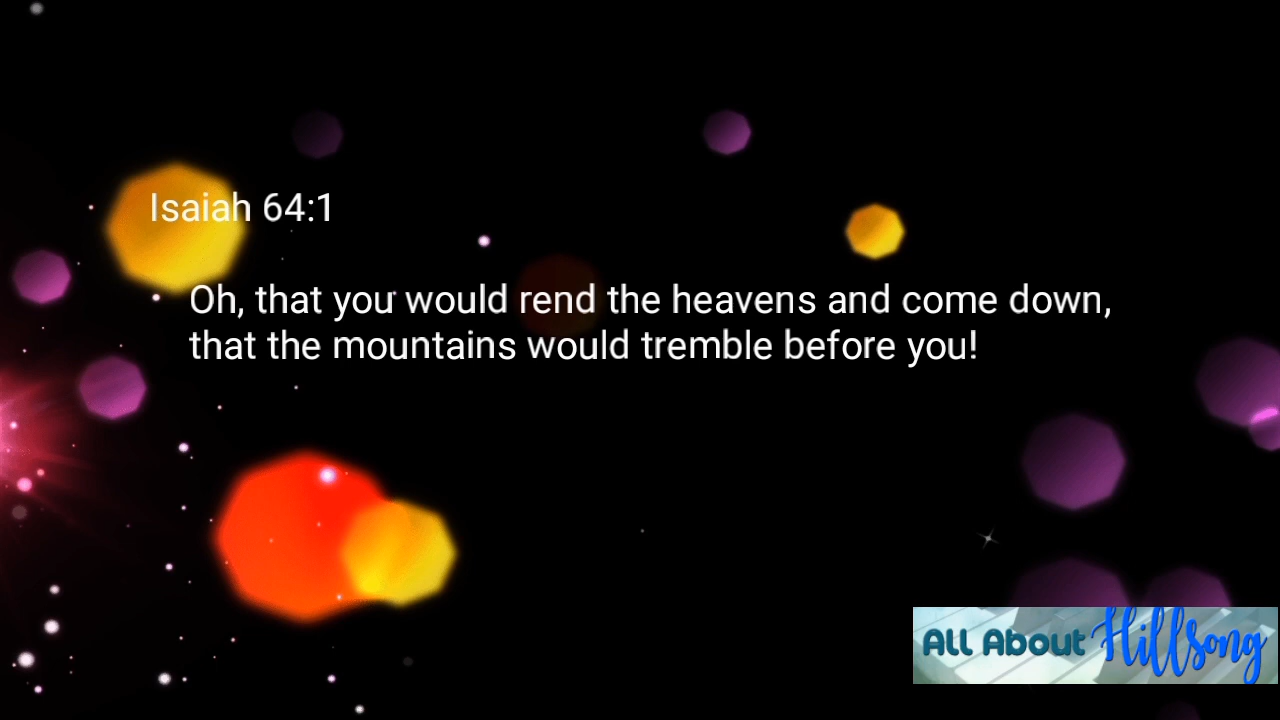 Isaiah 64:1
Oh, that you would rend the heavens and come down,
that the mountains would tremble before you!
All About Hillsong